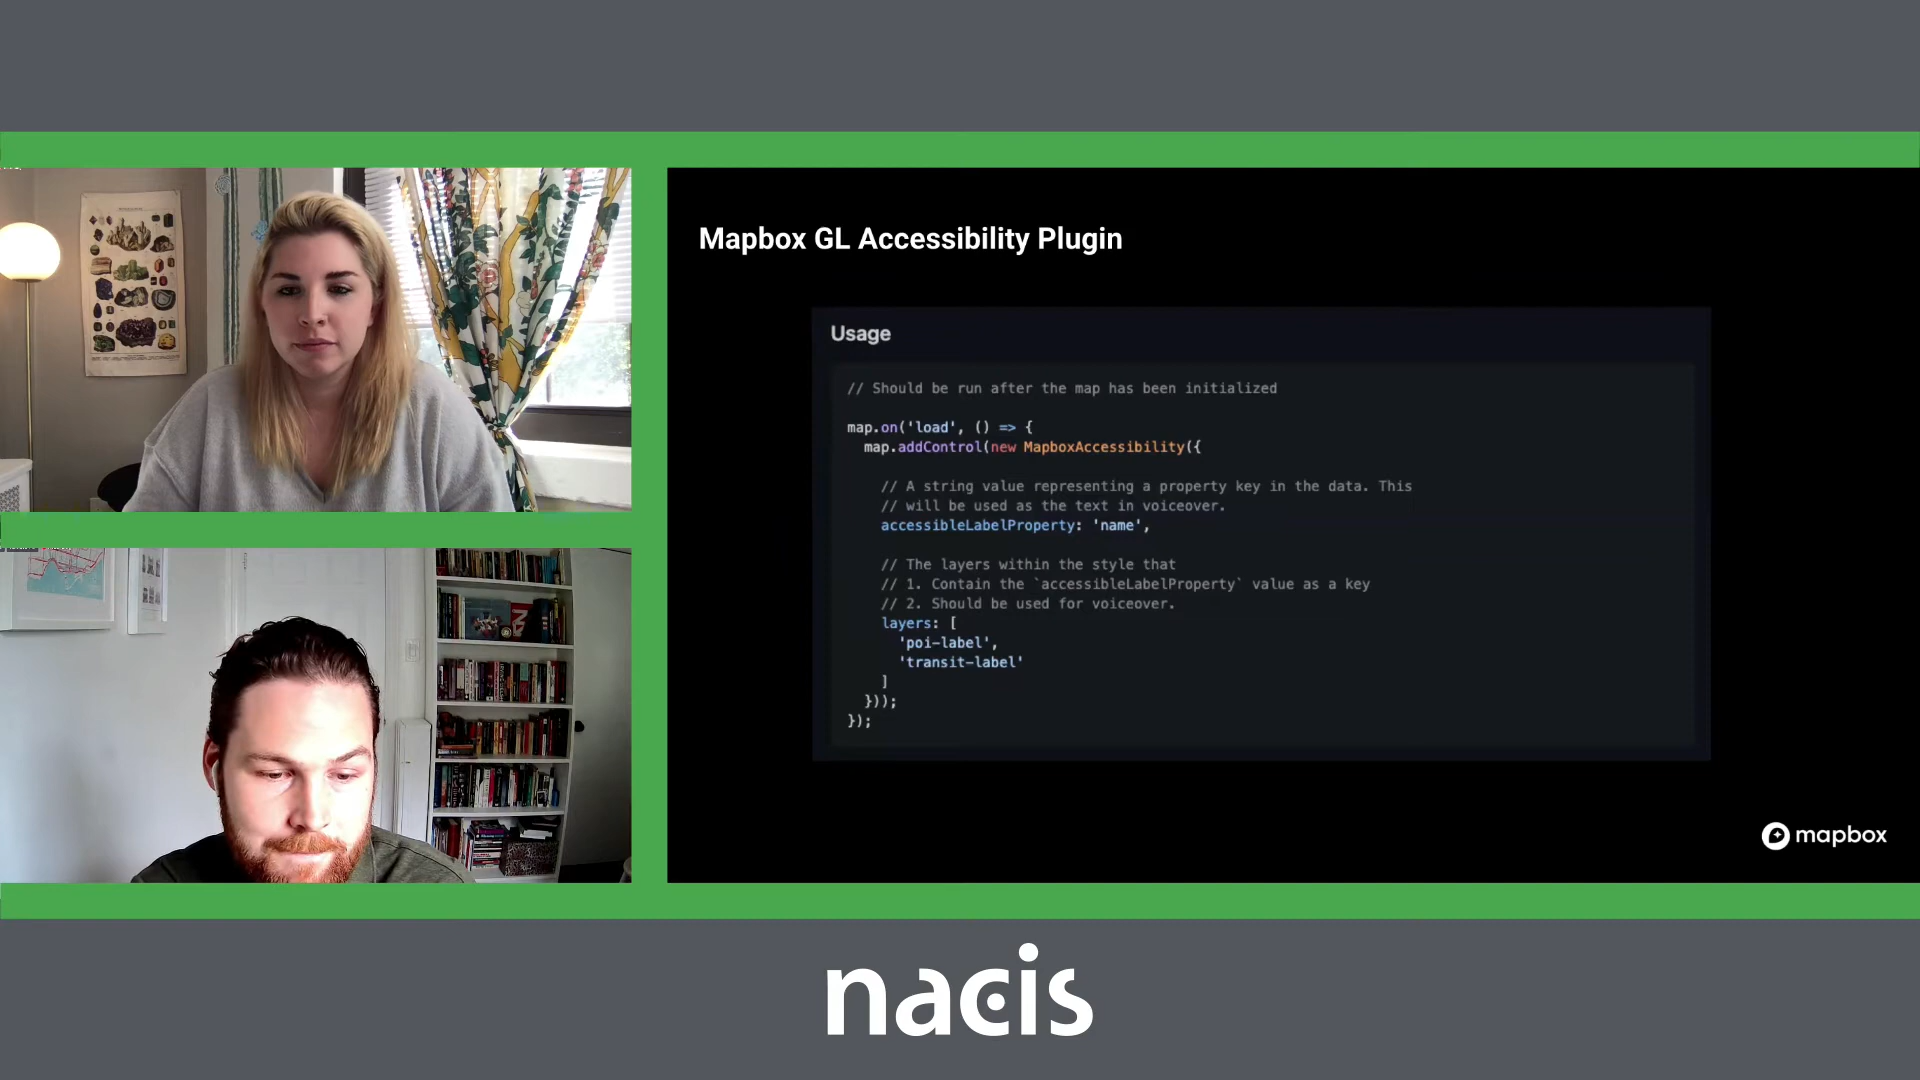 Mapbox GL Accessibility Plugin
Usage
// Should be run after the map has been initialized
map.on('load', () => {
map.addControl(new MapboxAccessibility({
// A string value representing a property key in the data. This
// will be used as the text in voiceover.
accessibleLabelProperty: 'name',
// The layers within the style that
// 1. Contain the `accessibleLabelProperty` value as a key
// 2. Should be used for voiceover.
layers: [
'poi-label',
'transit-label'
]
}));
});
mapbox
nacis